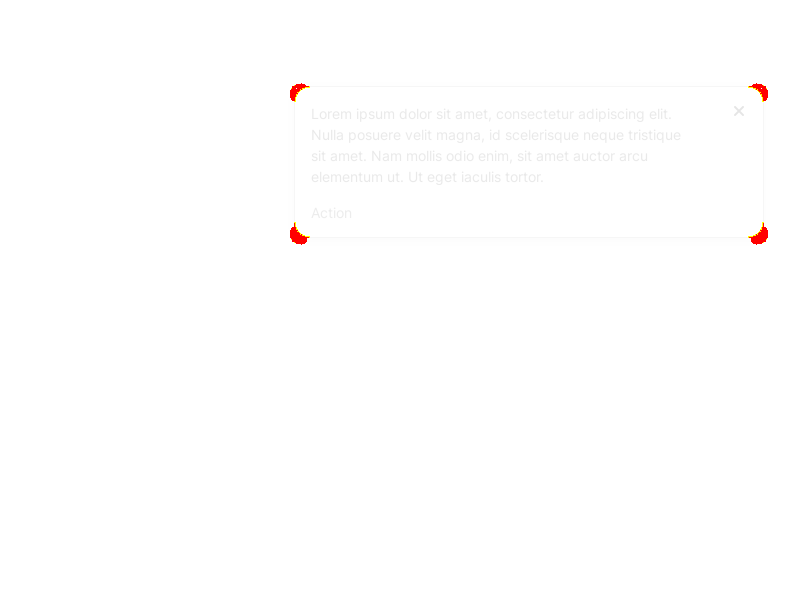 Lorem ipsum dolor sit amet, consectetur adipiscing elit.
Nulla posuere velit magna, id scelerisque neque tristique
sit amet. Nam mollis odio enim, sit amet auctor arcu
elementum ut. Ut eget iaculis tortor.
Action